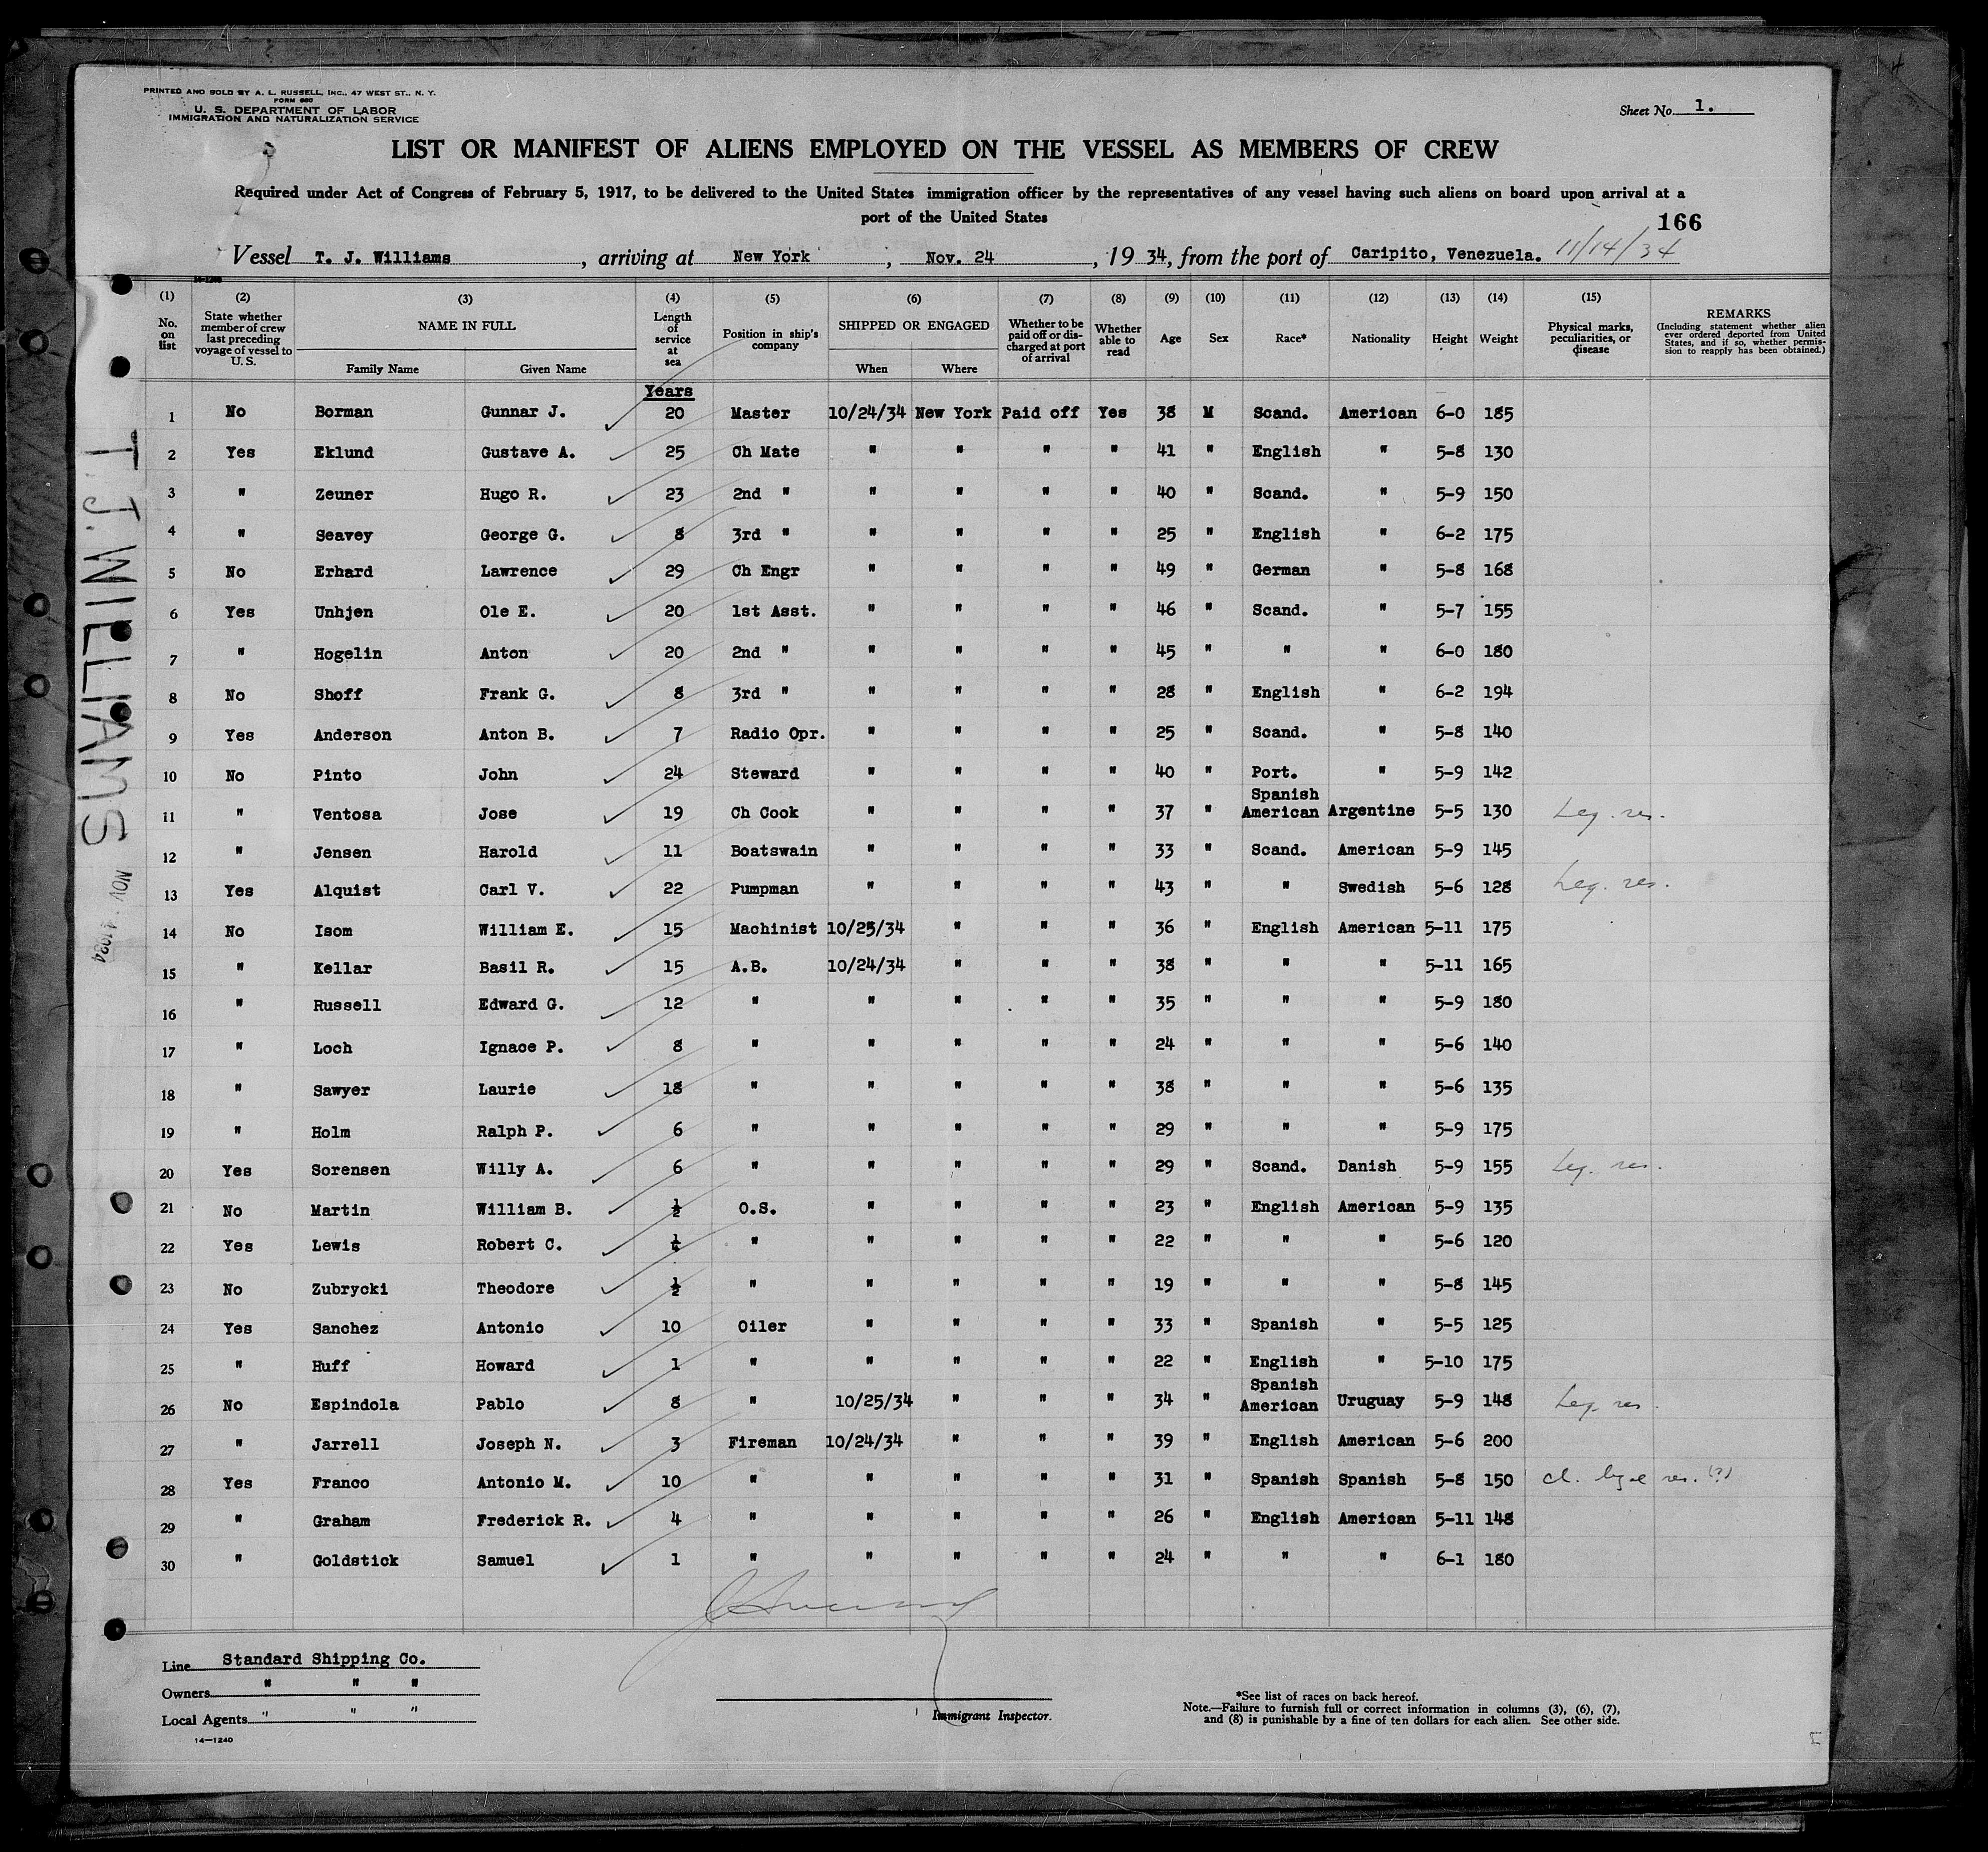 PRINTED AND SOLD BY A. L. RUSSELL, INC., 47 WEST ST., N. Y.
FORM 680
U. S. DEPARTMENT OF LABOR
IMMIGRATION AND NATURALIZATION SERVICE
Sheet No. 1.
LIST OR MANIFEST OF ALIENS EMPLOYED ON THE VESSEL AS MEMBERS OF CREW
Required under Act of Congress of February 5, 1917, to be delivered to the United States immigration officer by the representatives of any vessel having such aliens on board upon arrival at a
port of the United States
166
Vessel T. J. Williams, arriving at New York, Nov. 24, 1934, from the port of Caripito, Venezuela. 11/14/34
(1) No. on list (2) State whether member of crew last preceding voyage of vessel to U. S. (3) NAME IN FULL Family Name Given Name (4) Length of service at sea (5) Position in ship's company (6) SHIPPED OR ENGAGED When Where (7) Whether to be paid off or discharged at port of arrival (8) Whether able to read (9) Age (10) Sex (11) Race* (12) Nationality (13) Height (14) Weight (15) Physical marks, peculiarities, or disease REMARKS (Including statement whether alien ever ordered deported from United States, and if so, whether permission to reapply has been obtained.)
Years
1 No Borman Gunnar J. 20 Master 10/24/34 New York Paid off Yes 38 M Scand. American 6-0 185
2 Yes Eklund Gustave A. 25 Ch Mate " " " " 41 " English " 5-8 130
3 " Zeuner Hugo R. 23 2nd " " " " " 40 " Scand. " 5-9 150
4 " Seavey George G. 8 3rd " " " " " 25 " English " 6-2 175
5 No Erhard Lawrence 29 Ch Engr " " " " 49 " German " 5-8 168
6 Yes Unhjen Ole E. 20 1st Asst. " " " " 46 " Scand. " 5-7 155
7 " Hogelin Anton 20 2nd " " " " " 45 " " " 6-0 180
8 No Shoff Frank G. 8 3rd " " " " " 28 " English " 6-2 194
9 Yes Anderson Anton B. 7 Radio Opr. " " " " 25 " Scand. " 5-8 140
10 No Pinto John 24 Steward " " " " 40 " Port. " 5-9 142
11 " Ventosa Jose 19 Ch Cook " " " " 37 " Spanish American Argentine 5-5 130 Leg. res.
12 " Jensen Harold 11 Boatswain " " " " 33 " Scand. American 5-9 145
13 Yes Alquist Carl V. 22 Pumpman " " " " 43 " " Swedish 5-6 128 Leg. res.
14 No Isom William E. 15 Machinist 10/25/34 " " " 36 " English American 5-11 175
15 " Kellar Basil R. 15 A.B. 10/24/34 " " " 38 " " " 5-11 165
16 " Russell Edward G. 12 " " " " " 35 " " " 5-9 180
17 " Loch Ignace P. 8 " " " " " 24 " " " 5-6 140
18 " Sawyer Laurie 18 " " " " " 38 " " " 5-6 135
19 " Holm Ralph P. 6 " " " " " 29 " " " 5-9 175
20 Yes Sorensen Willy A. 6 " " " " " 29 " Scand. Danish 5-9 155 Leg. res.
21 No Martin William B. ½ O.S. " " " " 23 " English American 5-9 135
22 Yes Lewis Robert C. ¼ " " " " " 22 " " " 5-6 120
23 No Zubrycki Theodore ½ " " " " " 19 " " " 5-8 145
24 Yes Sanchez Antonio 10 Oiler " " " " 33 " Spanish " 5-5 125
25 " Huff Howard 1 " " " " " 22 " English " 5-10 175
26 No Espindola Pablo 8 " 10/25/34 " " " 34 " Spanish American Uruguay 5-9 148 Leg. res.
27 " Jarrell Joseph N. 3 Fireman 10/24/34 " " " 39 " English American 5-6 200
28 Yes Franco Antonio M. 10 " " " " " 31 " Spanish Spanish 5-8 150 cl. legal res. (?)
29 " Graham Frederick R. 4 " " " " " 26 " English American 5-11 148
30 " Goldstick Samuel 1 " " " " " 24 " " " 6-1 180
T. J. WILLIAMS
NOV
Line Standard Shipping Co.
Owners " " "
Local Agents " " "
14-1240
Immigrant Inspector.
*See list of races on back hereof.
Note.—Failure to furnish full or correct information in columns (3), (6), (7),
and (8) is punishable by a fine of ten dollars for each alien. See other side.